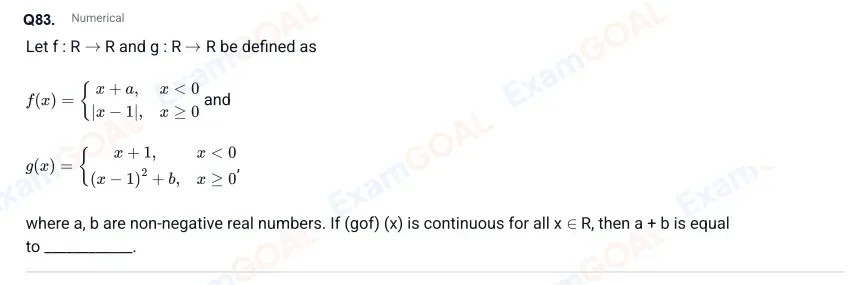 Q83. Numerical
Let f : R → R and g : R → R be defined as
f(x) = { x + a, x < 0
|x − 1|, x ≥ 0 and
g(x) = { x + 1, x < 0
(x − 1)² + b, x ≥ 0 ,
where a, b are non-negative real numbers. If (gof) (x) is continuous for all x ∈ R, then a + b is equal
to ____________.
ExamGOAL
ExamGOAL
ExamGOAL